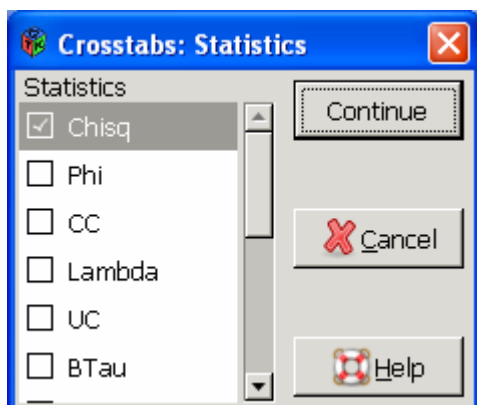 Crosstabs: Statistics
Statistics
Chisq
Phi
CC
Lambda
UC
BTau
Continue
Cancel
Help